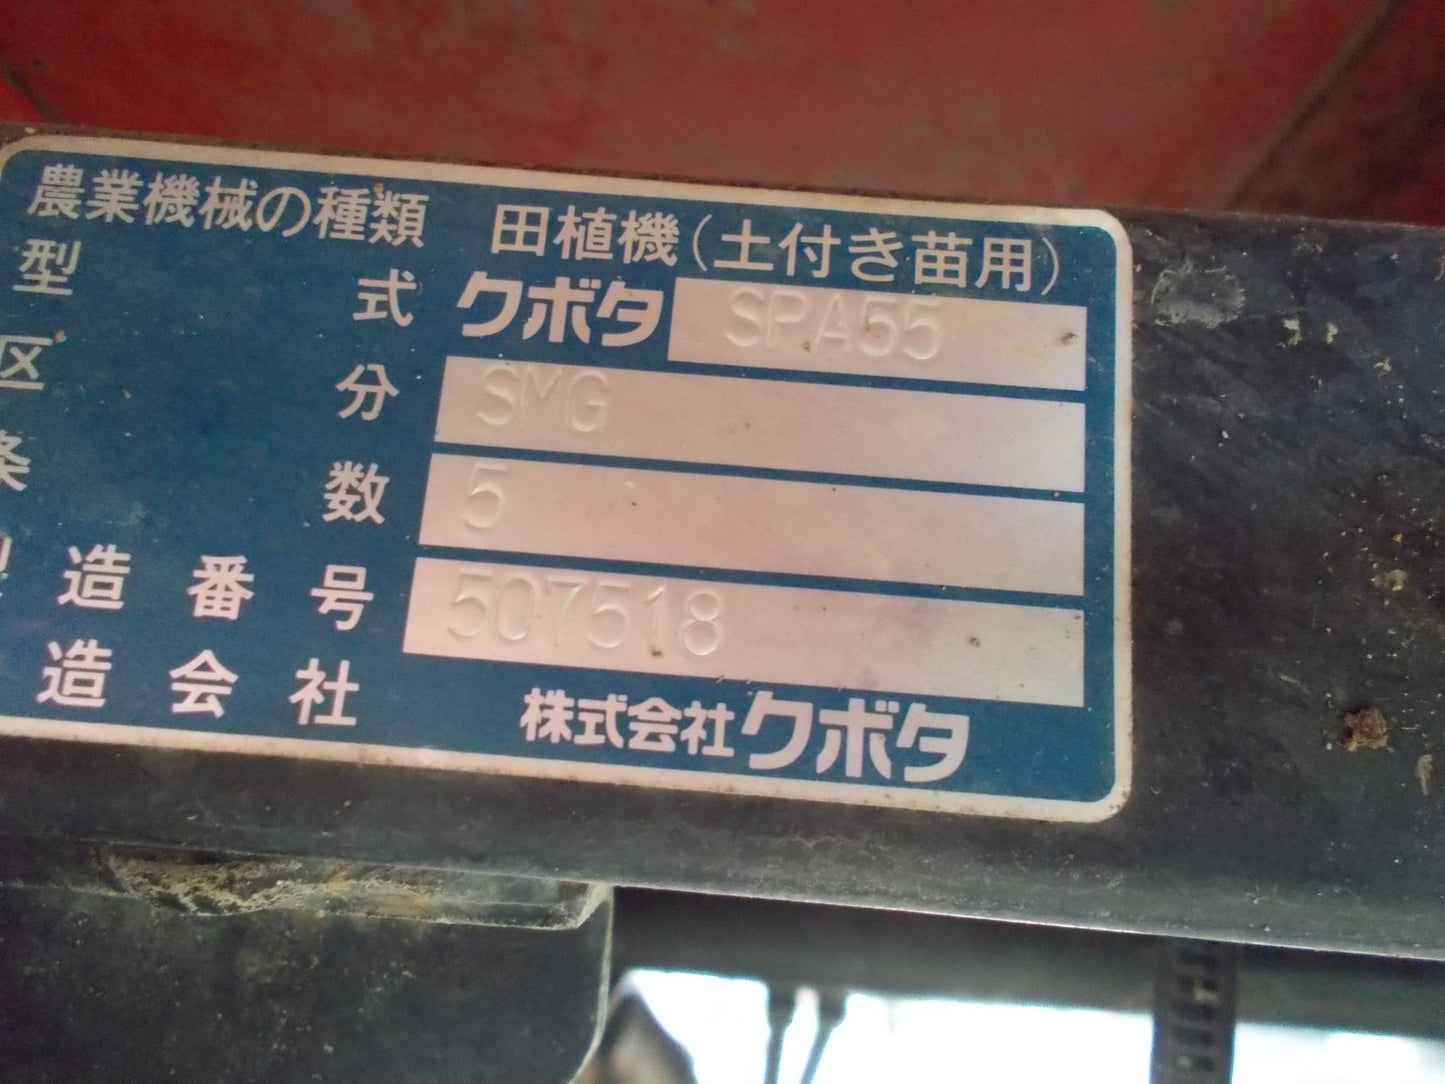 農業機械の種類 田植機(土付き苗用)
型式 クボタ SPA55
区分 SMG
条数 5
製造番号 507518
製造会社 株式会社クボタ